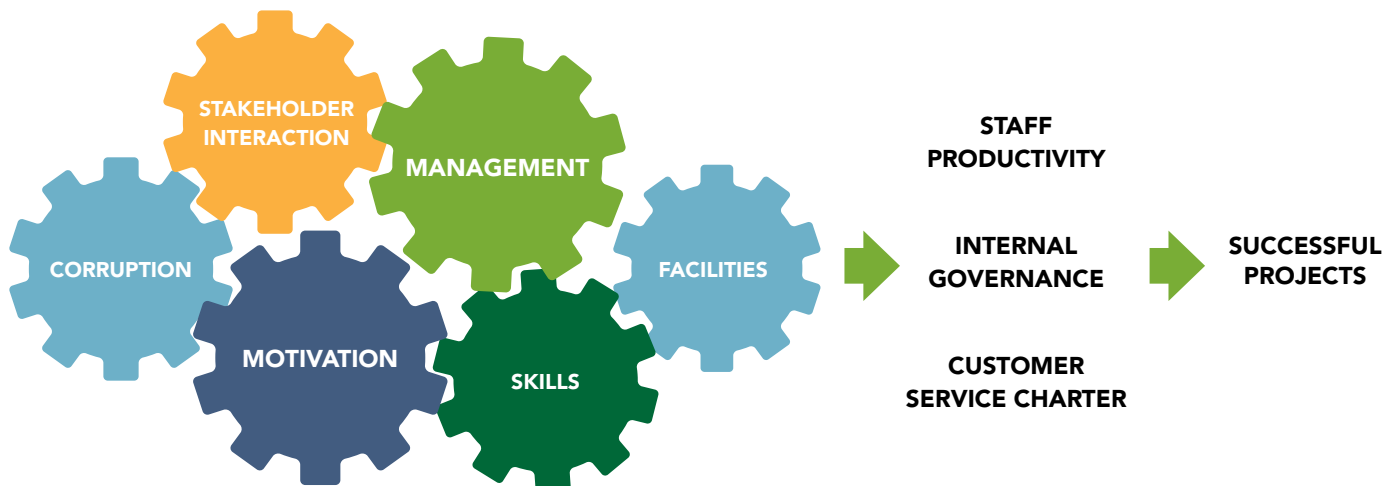 STAKEHOLDER
INTERACTION
MANAGEMENT
CORRUPTION
MOTIVATION
SKILLS
FACILITIES
STAFF
PRODUCTIVITY
INTERNAL
GOVERNANCE
CUSTOMER
SERVICE CHARTER
SUCCESSFUL
PROJECTS